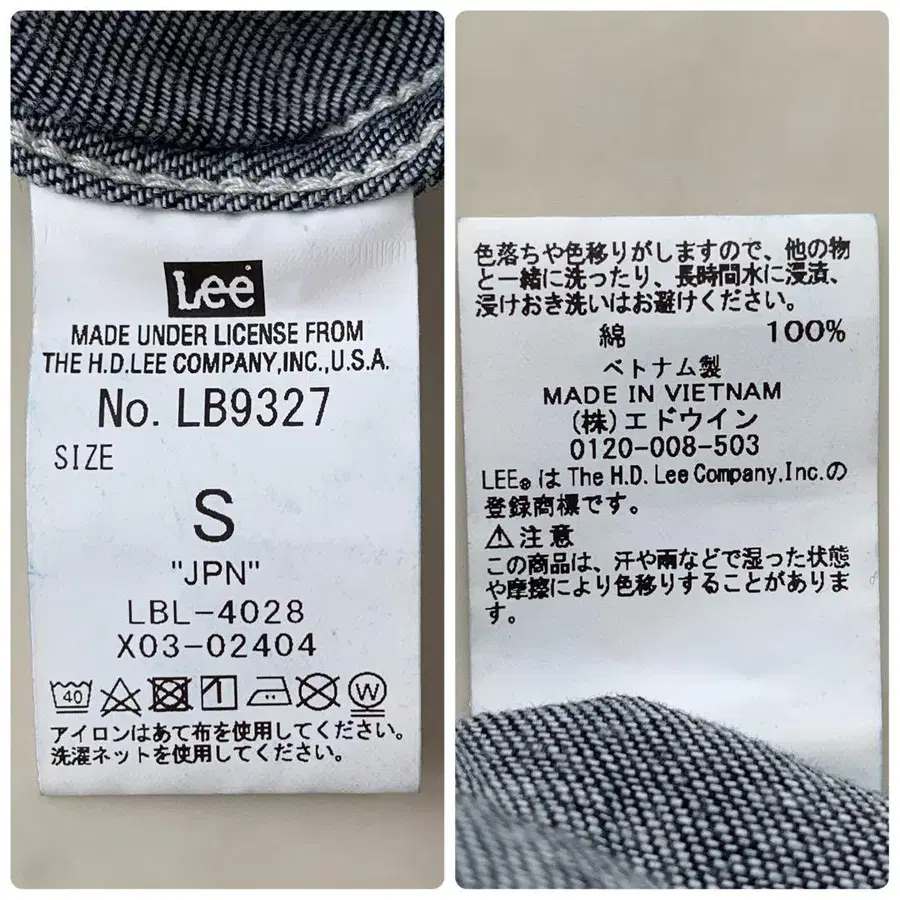 Lee
MADE UNDER LICENSE FROM
THE H.D.LEE COMPANY,INC.,U.S.A.
No. LB9327
SIZE
S
"JPN"
LBL-4028
X03-02404
40 1 W
アイロンはあて布を使用してください。
洗濯ネットを使用してください。
色落ちや色移りがしますので、他の物
と一緒に洗ったり、長時間水に浸漬、
浸けおき洗いはお避けください。
綿 100%
ベトナム製
MADE IN VIETNAM
(株)エドウイン
0120-008-503
LEE®は The H.D. Lee Company,Inc.の
登録商標です。
⚠注意
この商品は、汗や雨などで湿った状態
や摩擦により色移りすることがありま
す。